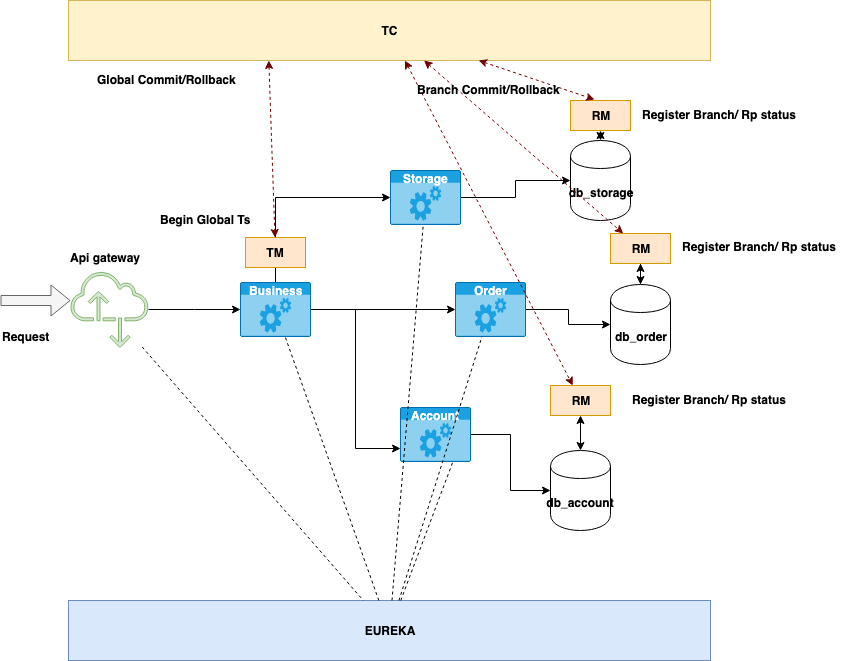 TC
Global Commit/Rollback
Branch Commit/Rollback
RM
Register Branch/ Rp status
Storage
db_storage
Begin Global Ts
TM
RM
Register Branch/ Rp status
Api gateway
Business
Order
Request
db_order
RM
Register Branch/ Rp status
Account
db_account
EUREKA